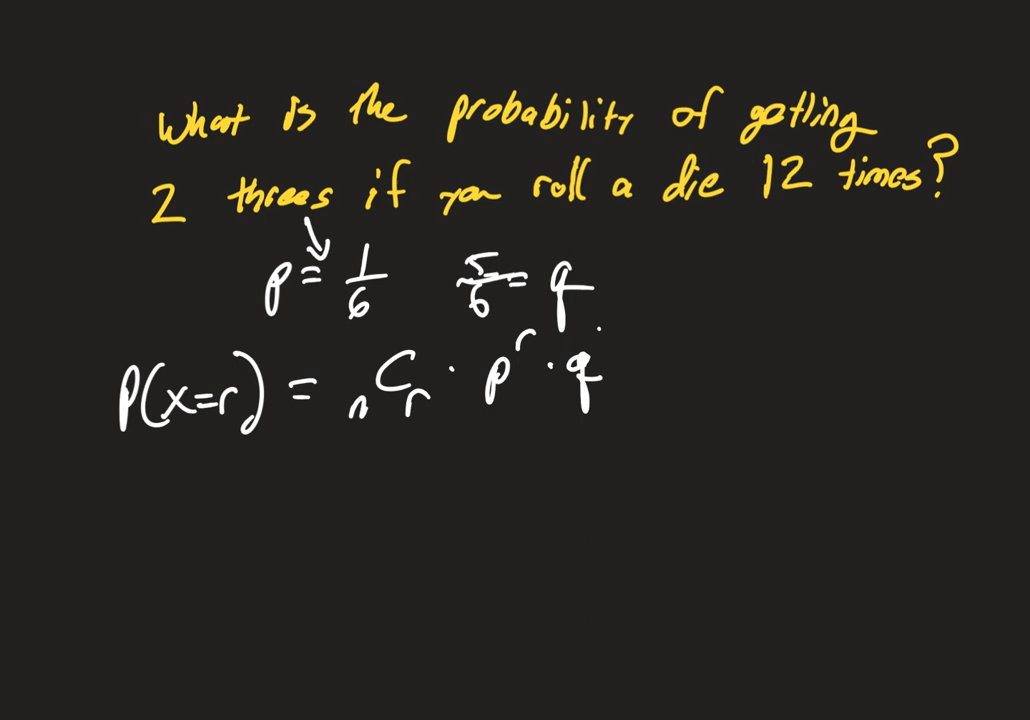 What is the probability of getting
2 threes if you roll a die 12 times?
p = 1/6 5/6 = q
P(x=r) = nCr · p^r · q